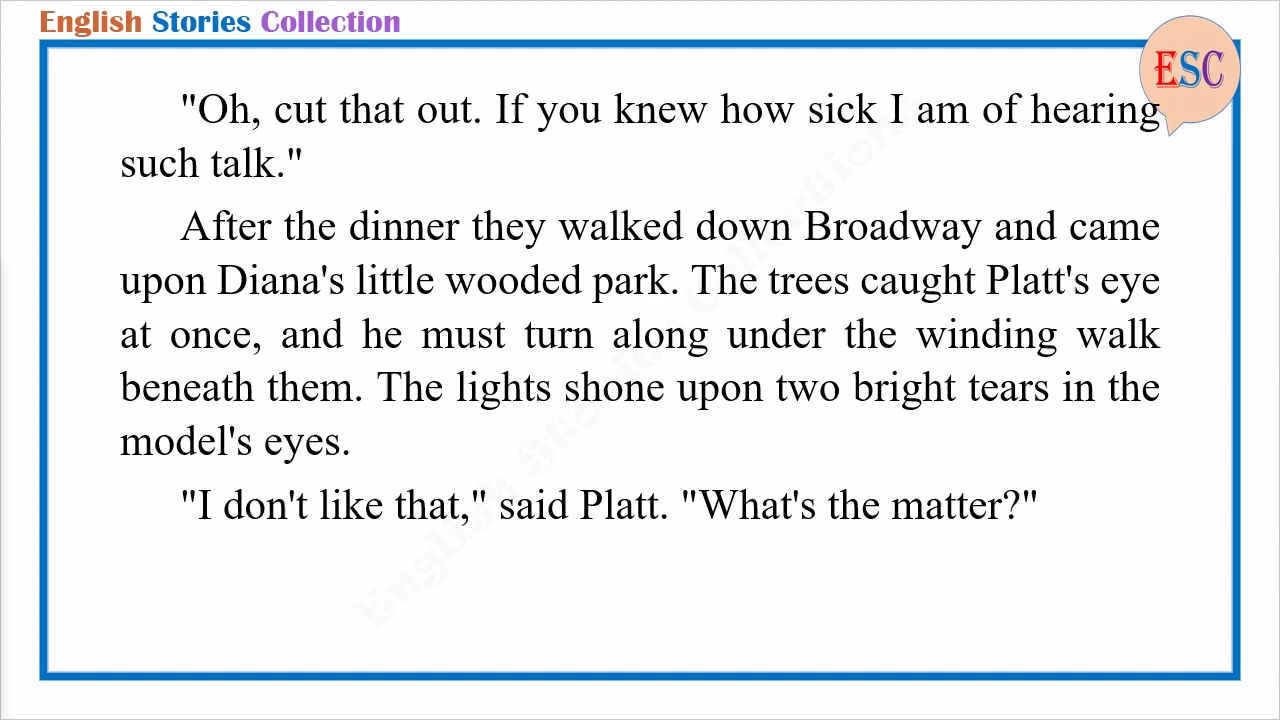 English Stories Collection
ESC
"Oh, cut that out. If you knew how sick I am of hearing
such talk."
After the dinner they walked down Broadway and came
upon Diana's little wooded park. The trees caught Platt's eye
at once, and he must turn along under the winding walk
beneath them. The lights shone upon two bright tears in the
model's eyes.
"I don't like that," said Platt. "What's the matter?"
English Stories Collection